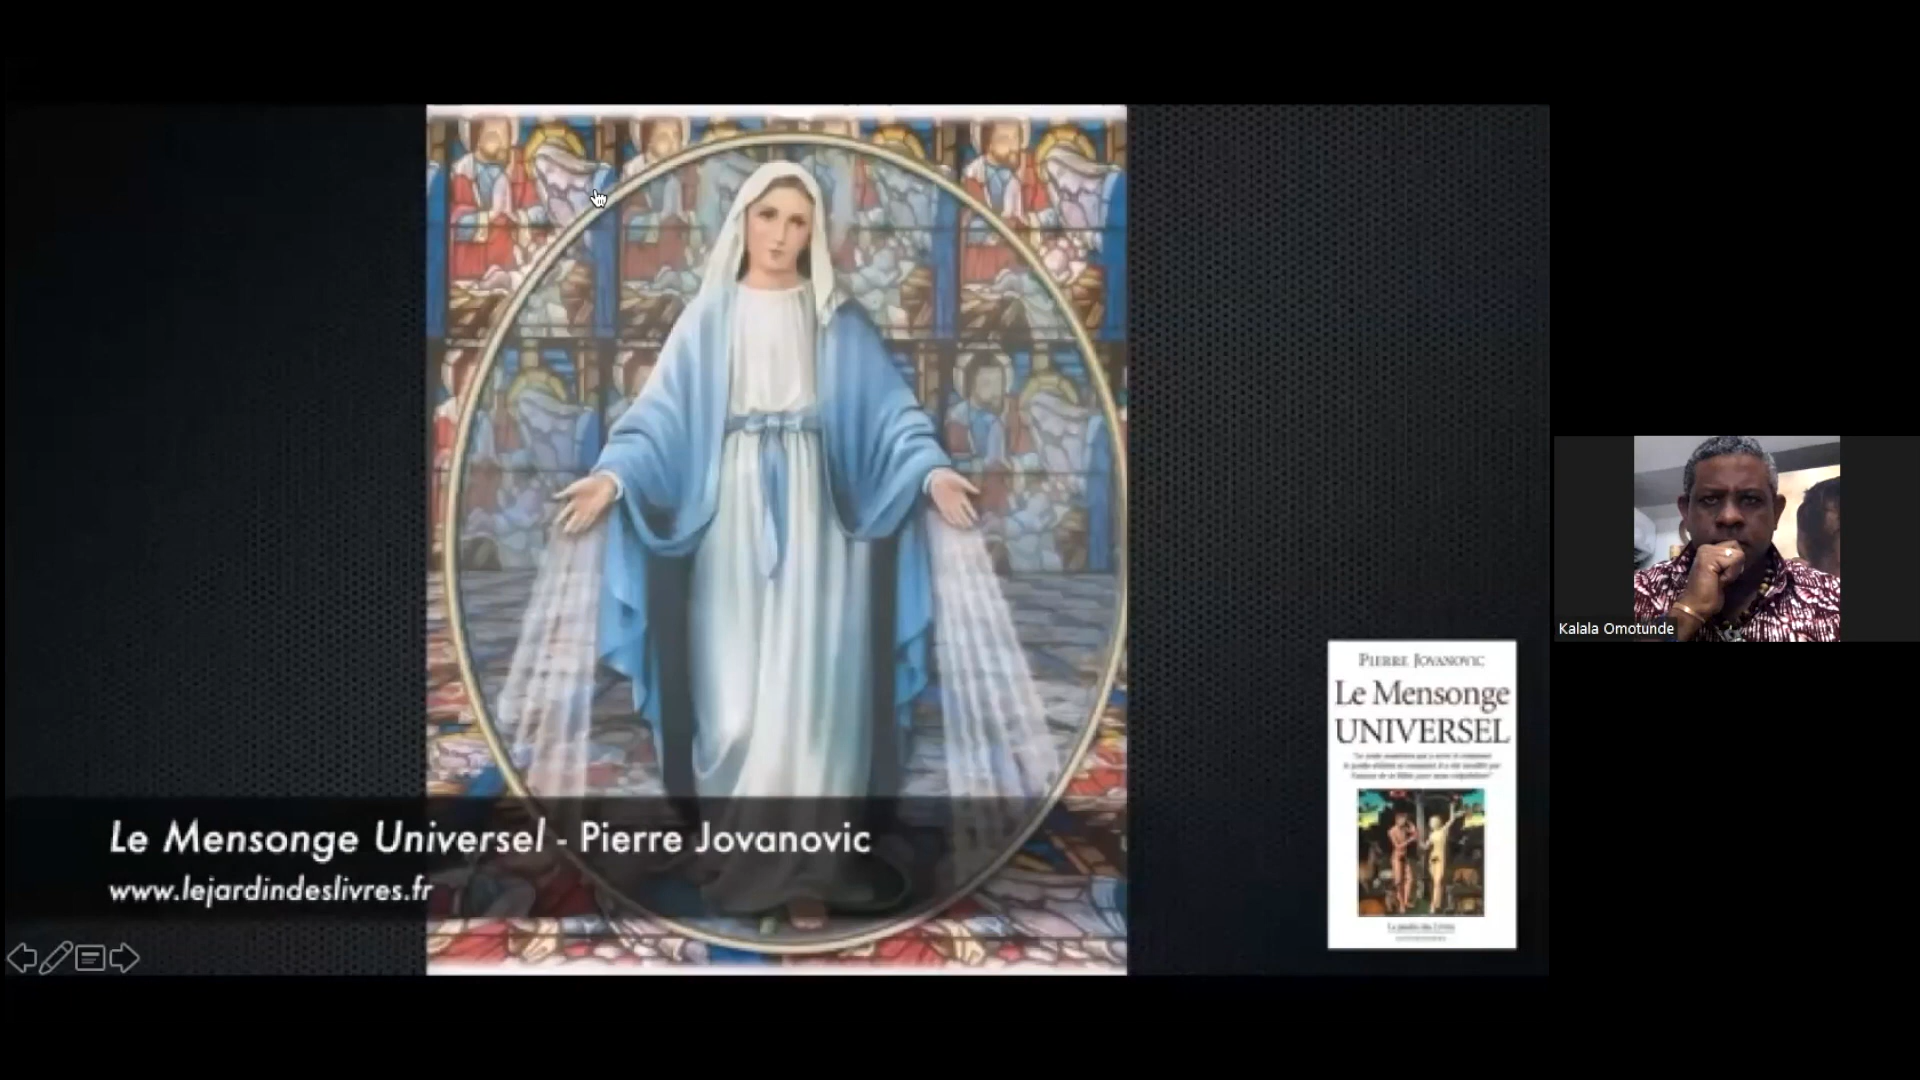 Le Mensonge Universel - Pierre Jovanovic
www.lejardindeslivres.fr
PIERRE JOVANOVIC
Le Mensonge
UNIVERSEL
Kalala Omotunde